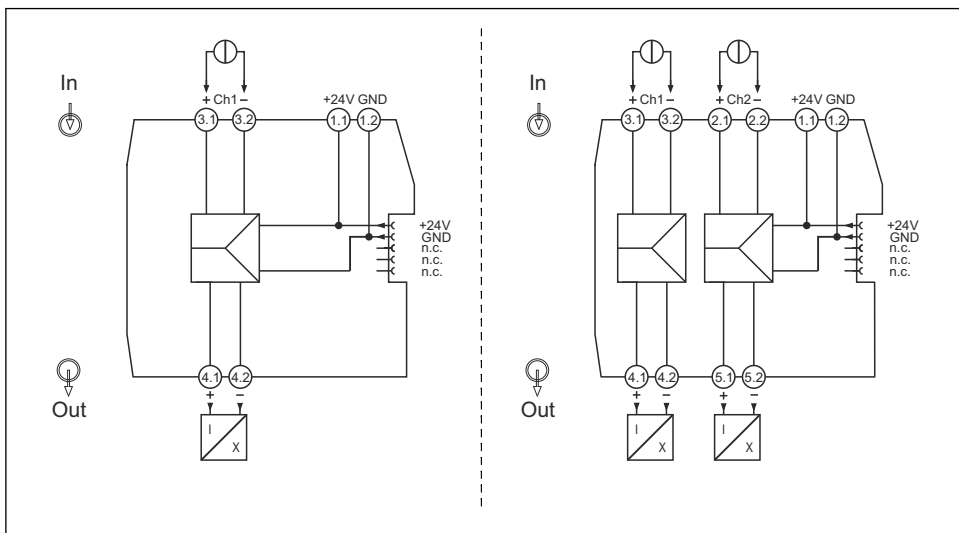 In
+ Ch1 − +24V GND
3.1 3.2 1.1 1.2
+24V
GND
n.c.
n.c.
n.c.
4.1 4.2
+ −
Out
I X
In
+ Ch1 − + Ch2 − +24V GND
3.1 3.2 2.1 2.2 1.1 1.2
+24V
GND
n.c.
n.c.
n.c.
4.1 4.2 5.1 5.2
+ − + −
Out
I X I X